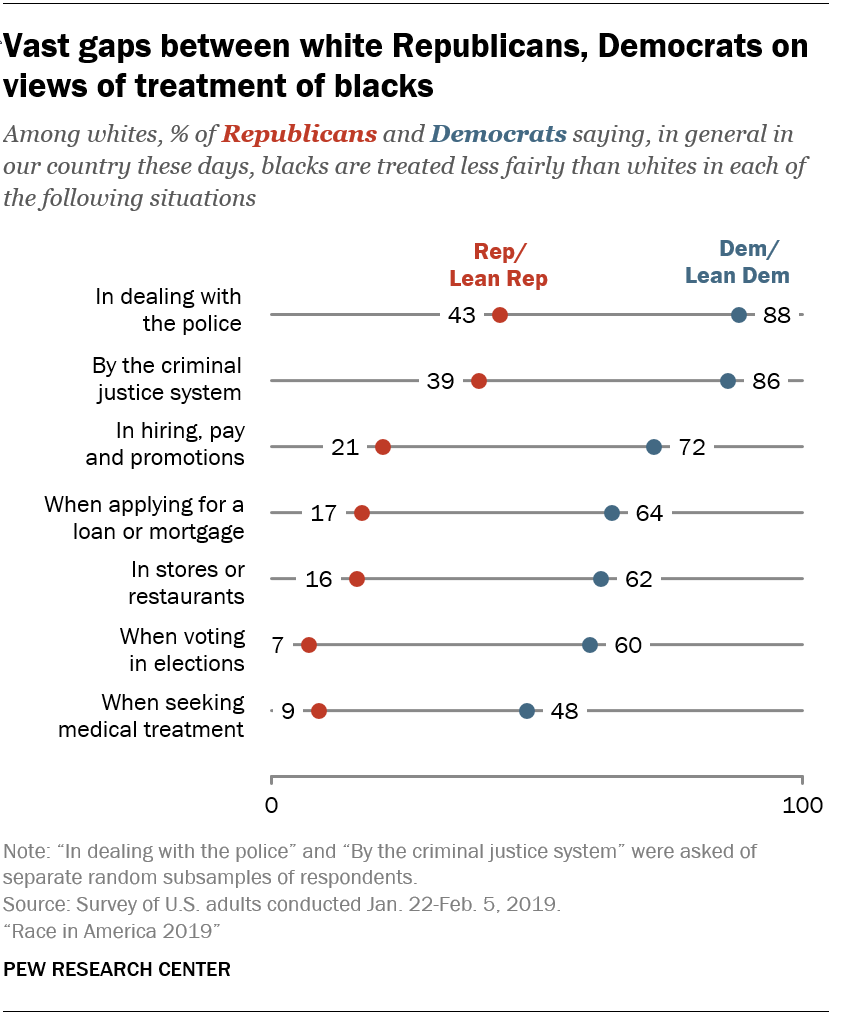 Vast gaps between white Republicans, Democrats on
views of treatment of blacks
Among whites, % of Republicans and Democrats saying, in general in
our country these days, blacks are treated less fairly than whites in each of
the following situations
Rep/
Lean Rep
Dem/
Lean Dem
In dealing with
the police
43
88
By the criminal
justice system
39
86
In hiring, pay
and promotions
21
72
When applying for a
loan or mortgage
17
64
In stores or
restaurants
16
62
When voting
in elections
7
60
When seeking
medical treatment
9
48
0
100
Note: “In dealing with the police” and “By the criminal justice system” were asked of
separate random subsamples of respondents.
Source: Survey of U.S. adults conducted Jan. 22-Feb. 5, 2019.
“Race in America 2019”
PEW RESEARCH CENTER